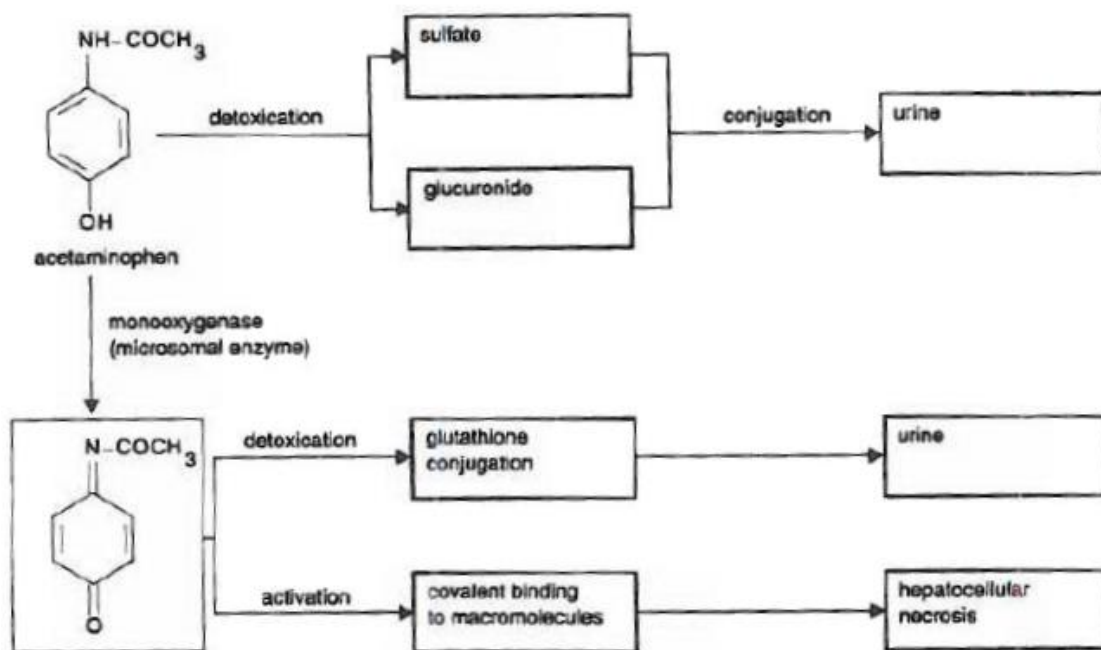 NH-COCH3
sulfate
detoxication
conjugation
urine
glucuronide
OH
acetaminophen
monooxygenase
(microsomal enzyme)
N-COCH3
detoxication
glutathione
conjugation
urine
activation
covalent binding
to macromolecules
hepatocellular
necrosis
O